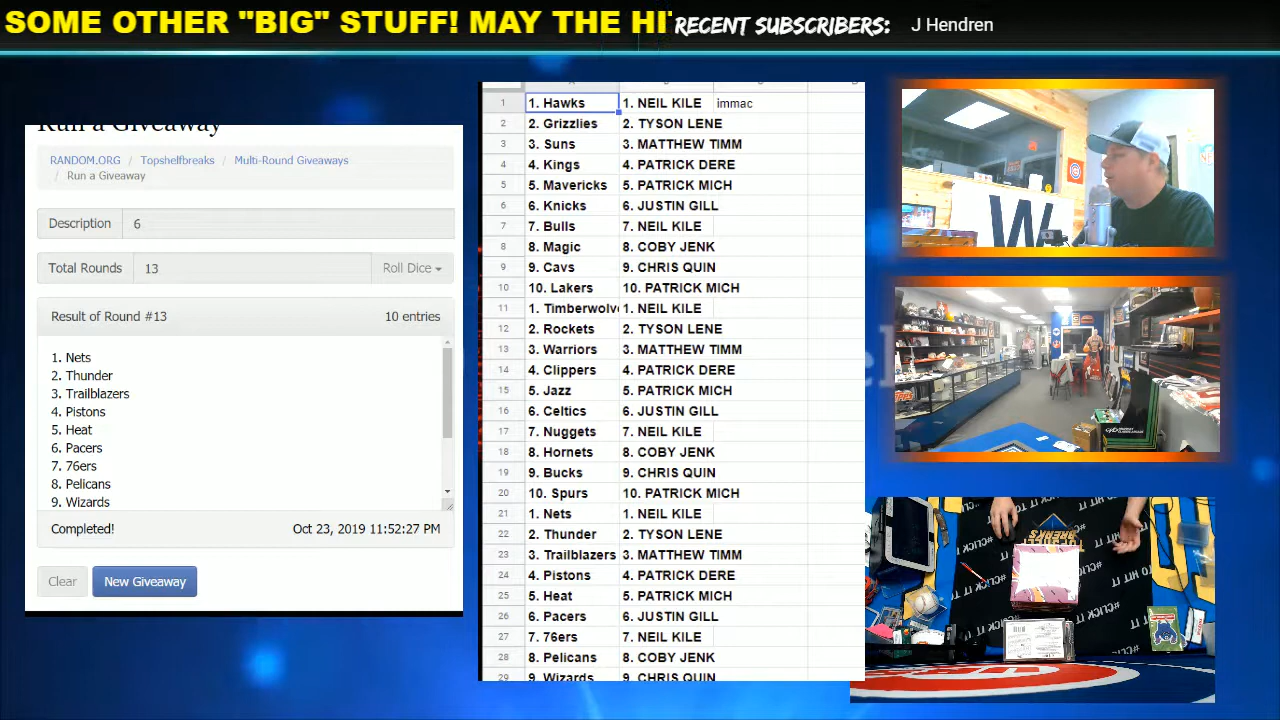 SOME OTHER "BIG" STUFF! MAY THE HI
RECENT SUBSCRIBERS: J Hendren
Run a Giveaway
RANDOM.ORG / Topshelfbreaks / Multi-Round Giveaways
/ Run a Giveaway
Description 6
Total Rounds 13 Roll Dice
Result of Round #13 10 entries
1. Nets
2. Thunder
3. Trailblazers
4. Pistons
5. Heat
6. Pacers
7. 76ers
8. Pelicans
9. Wizards
Completed! Oct 23, 2019 11:52:27 PM
Clear New Giveaway
1 1. Hawks 1. NEIL KILE immac
2 2. Grizzlies 2. TYSON LENE
3 3. Suns 3. MATTHEW TIMM
4 4. Kings 4. PATRICK DERE
5 5. Mavericks 5. PATRICK MICH
6 6. Knicks 6. JUSTIN GILL
7 7. Bulls 7. NEIL KILE
8 8. Magic 8. COBY JENK
9 9. Cavs 9. CHRIS QUIN
10 10. Lakers 10. PATRICK MICH
11 1. Timberwolv 1. NEIL KILE
12 2. Rockets 2. TYSON LENE
13 3. Warriors 3. MATTHEW TIMM
14 4. Clippers 4. PATRICK DERE
15 5. Jazz 5. PATRICK MICH
16 6. Celtics 6. JUSTIN GILL
17 7. Nuggets 7. NEIL KILE
18 8. Hornets 8. COBY JENK
19 9. Bucks 9. CHRIS QUIN
20 10. Spurs 10. PATRICK MICH
21 1. Nets 1. NEIL KILE
22 2. Thunder 2. TYSON LENE
23 3. Trailblazers 3. MATTHEW TIMM
24 4. Pistons 4. PATRICK DERE
25 5. Heat 5. PATRICK MICH
26 6. Pacers 6. JUSTIN GILL
27 7. 76ers 7. NEIL KILE
28 8. Pelicans 8. COBY JENK
29 9. Wizards 9. CHRIS QUIN
W
BREAKS
#CLICK IT